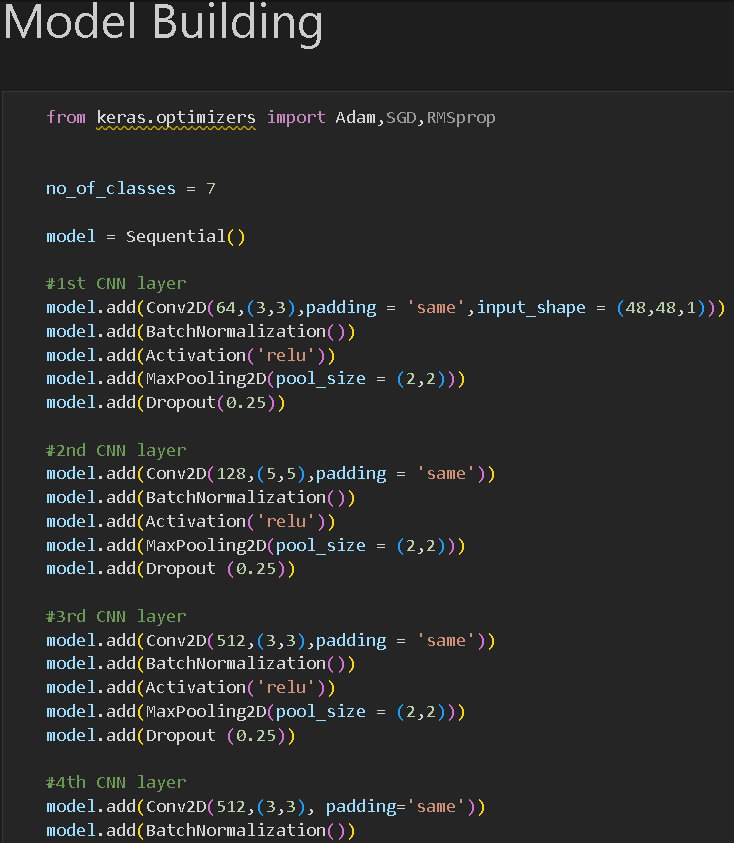 Model Building
from keras.optimizers import Adam,SGD,RMSprop
no_of_classes = 7
model = Sequential()
#1st CNN layer
model.add(Conv2D(64,(3,3),padding = 'same',input_shape = (48,48,1)))
model.add(BatchNormalization())
model.add(Activation('relu'))
model.add(MaxPooling2D(pool_size = (2,2)))
model.add(Dropout(0.25))
#2nd CNN layer
model.add(Conv2D(128,(5,5),padding = 'same'))
model.add(BatchNormalization())
model.add(Activation('relu'))
model.add(MaxPooling2D(pool_size = (2,2)))
model.add(Dropout (0.25))
#3rd CNN layer
model.add(Conv2D(512,(3,3),padding = 'same'))
model.add(BatchNormalization())
model.add(Activation('relu'))
model.add(MaxPooling2D(pool_size = (2,2)))
model.add(Dropout (0.25))
#4th CNN layer
model.add(Conv2D(512,(3,3), padding='same'))
model.add(BatchNormalization())